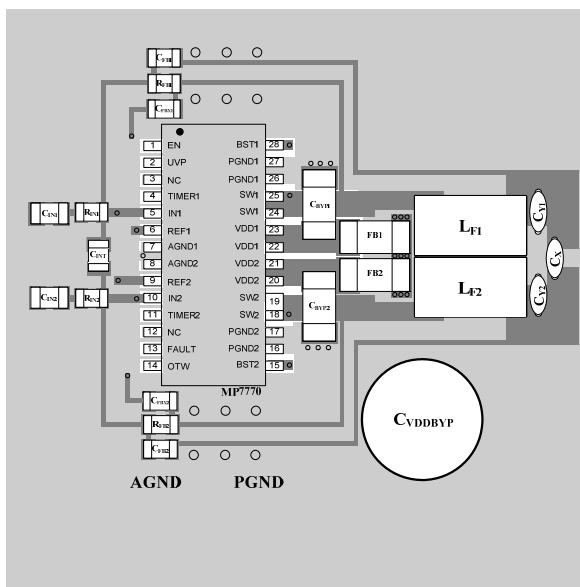 CFB1
RFB1
CFBX1
1 EN BST1 28
2 UVP PGND1 27
3 NC PGND1 26
4 TIMER1 SW1 25
5 IN1 SW1 24
6 REF1 VDD1 23
7 AGND1 VDD1 22
8 AGND2 VDD2 21
9 REF2 VDD2 20
10 IN2 SW2 19
11 TIMER2 SW2 18
12 NC PGND2 17
13 FAULT PGND2 16
14 OTW BST2 15
MP7770
CIN1 RIN1
CINT
CIN2 RIN2
CBYP1
FB1
FB2
CBYP2
LF1
LF2
CY1
CX
CY2
CFBX2
RFB2
CFB2
CVDDBYP
AGND PGND